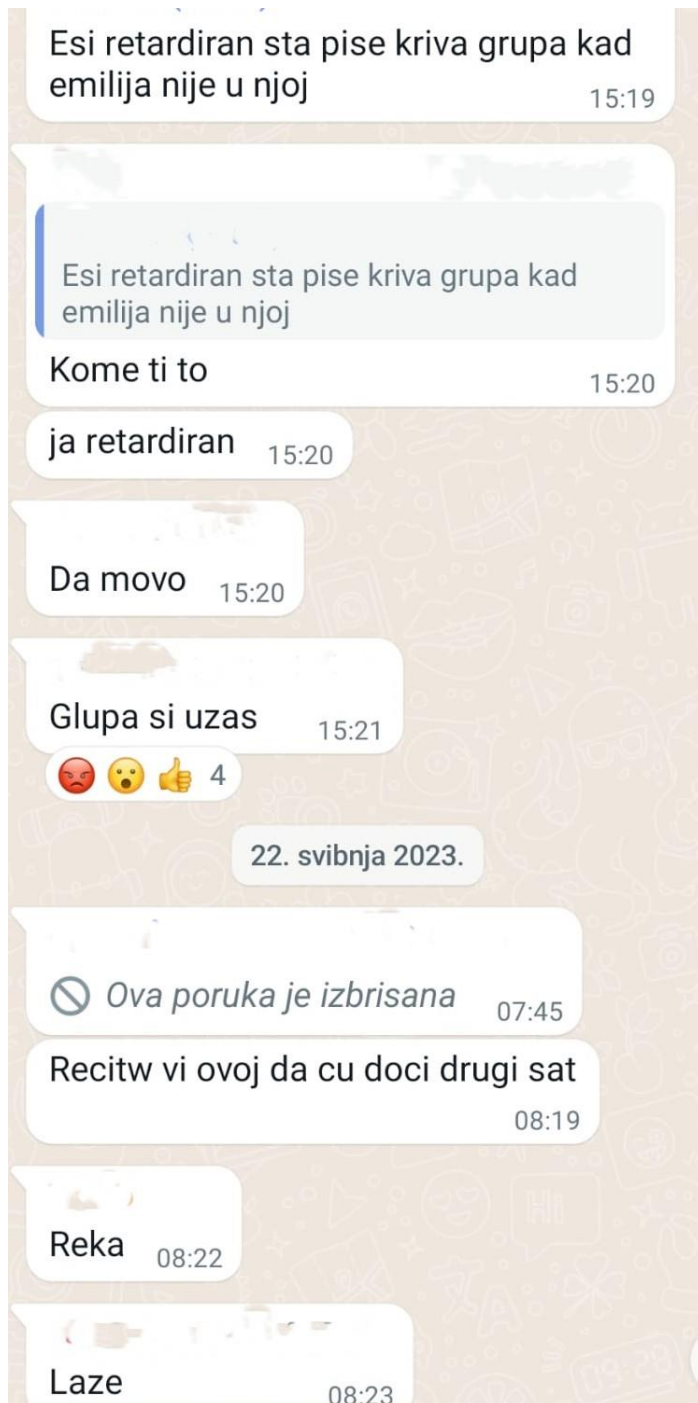 Esi retardiran sta pise kriva grupa kad
emilija nije u njoj
15:19
Esi retardiran sta pise kriva grupa kad
emilija nije u njoj
Kome ti to
15:20
ja retardiran 15:20
Da movo 15:20
Glupa si uzas 15:21
4
22. svibnja 2023.
Ova poruka je izbrisana 07:45
Recitw vi ovoj da cu doci drugi sat
08:19
Reka 08:22
Laze 08:23